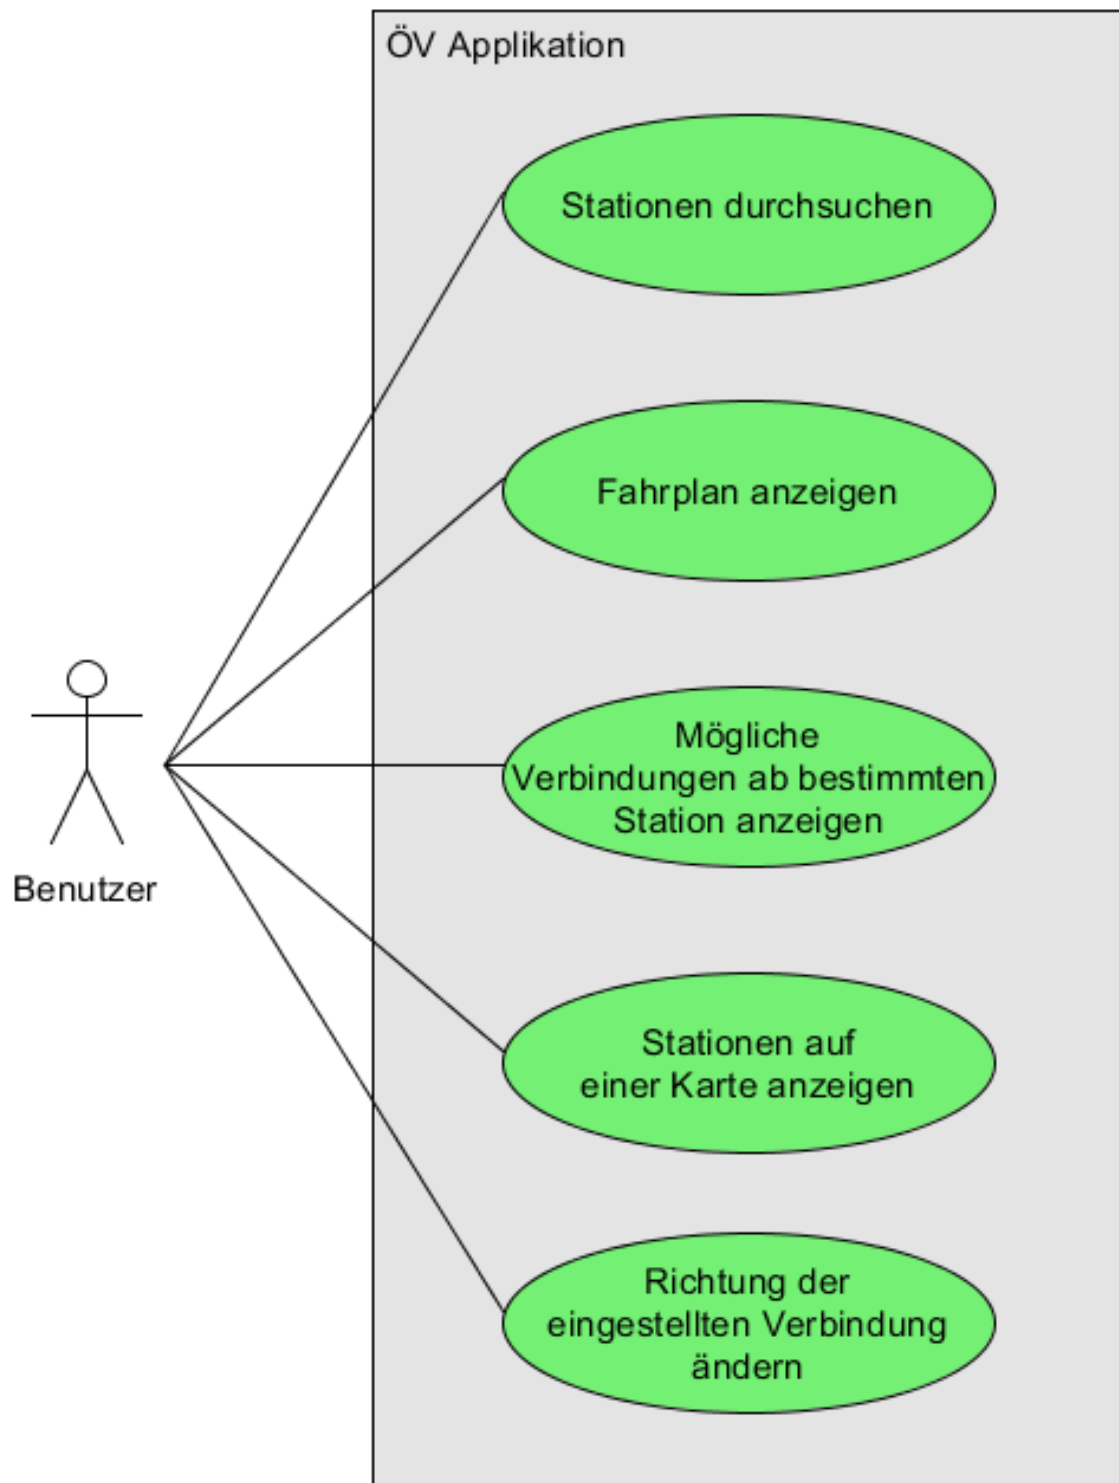 ÖV Applikation
Stationen durchsuchen
Fahrplan anzeigen
Mögliche
Verbindungen ab bestimmten
Station anzeigen
Benutzer
Stationen auf
einer Karte anzeigen
Richtung der
eingestellten Verbindung
ändern